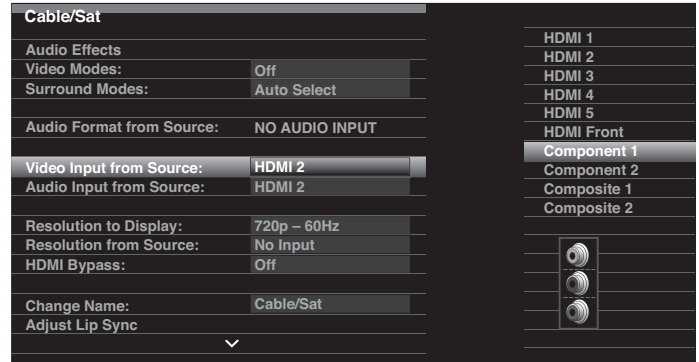 Cable/Sat
Audio Effects
Video Modes: Off
Surround Modes: Auto Select
Audio Format from Source: NO AUDIO INPUT
Video Input from Source: HDMI 2
Audio Input from Source: HDMI 2
Resolution to Display: 720p – 60Hz
Resolution from Source: No Input
HDMI Bypass: Off
Change Name: Cable/Sat
Adjust Lip Sync
HDMI 1
HDMI 2
HDMI 3
HDMI 4
HDMI 5
HDMI Front
Component 1
Component 2
Composite 1
Composite 2